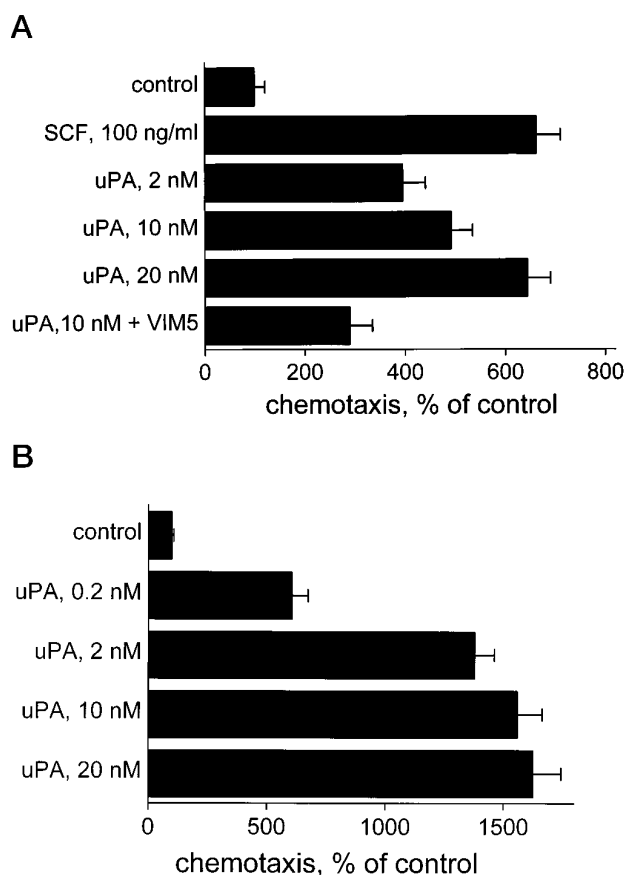 A
control
SCF, 100 ng/ml
uPA, 2 nM
uPA, 10 nM
uPA, 20 nM
uPA,10 nM + VIM5
0 200 400 600 800
chemotaxis, % of control
B
control
uPA, 0.2 nM
uPA, 2 nM
uPA, 10 nM
uPA, 20 nM
0 500 1000 1500
chemotaxis, % of control